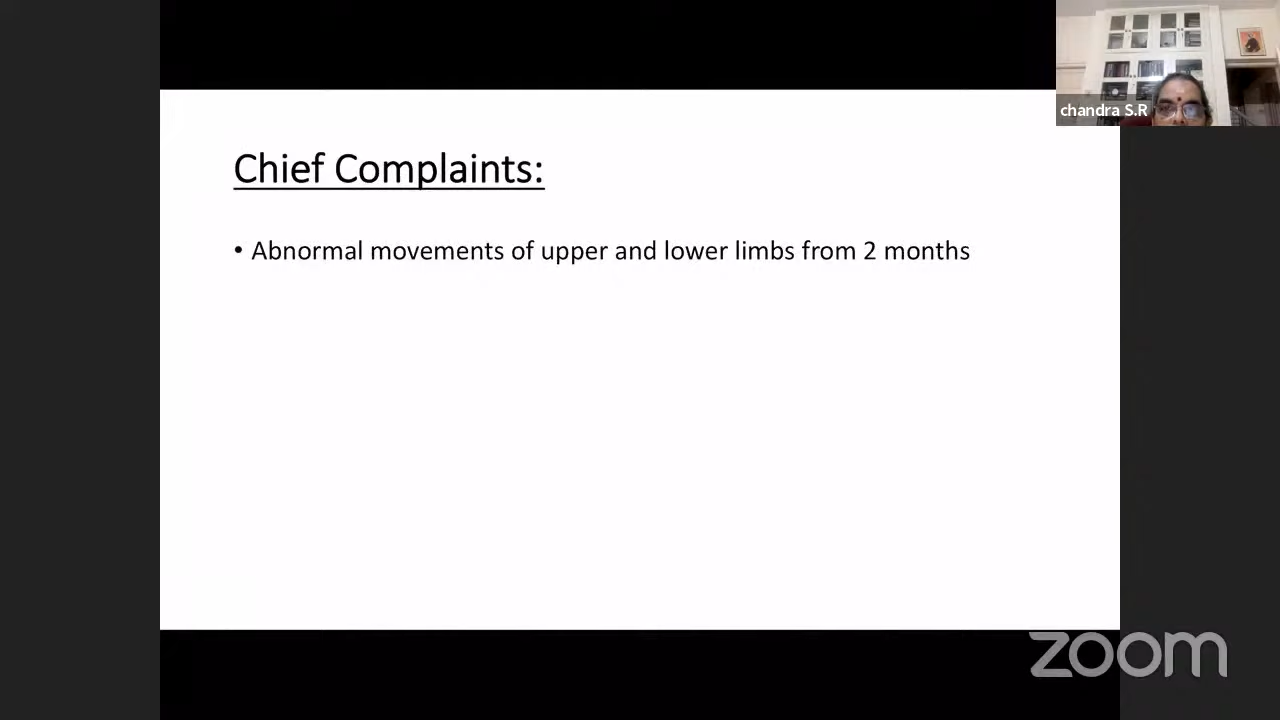 chandra S.R
Chief Complaints:
• Abnormal movements of upper and lower limbs from 2 months
zoom